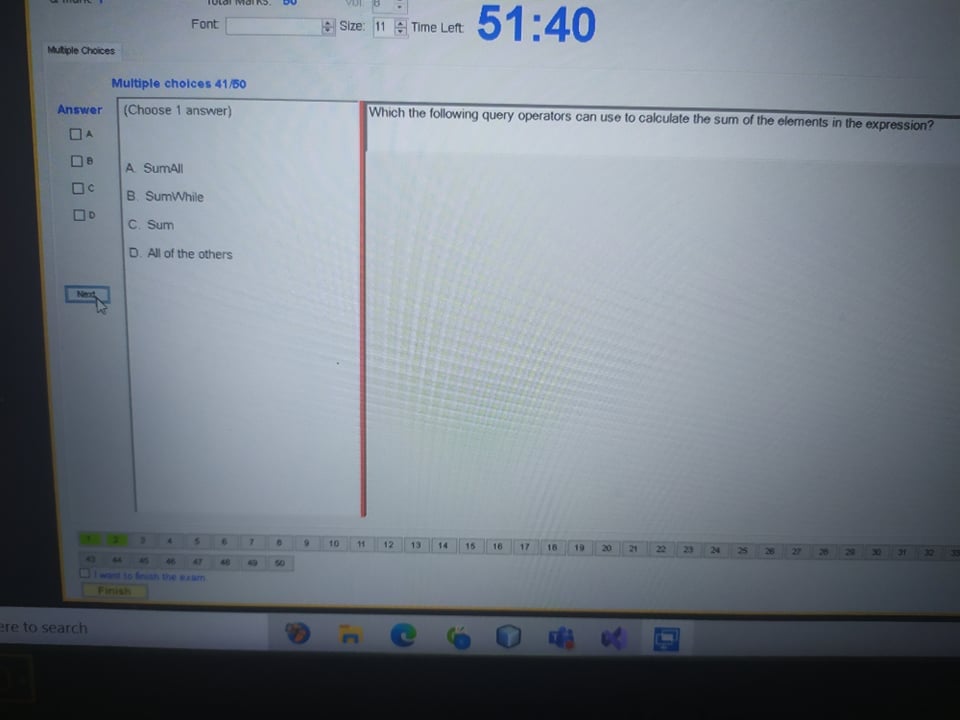 Total Marks: 50
Vol: 8
Font: Size: 11 Time Left: 51:40
Multiple Choices
Multiple choices 41/50
Answer
(Choose 1 answer)
Which the following query operators can use to calculate the sum of the elements in the expression?
A
B
C
D
A. SumAll
B. SumWhile
C. Sum
D. All of the others
Next
1 2 3 4 5 6 7 8 9 10 11 12 13 14 15 16 17 18 19 20 21 22 23 24 25 26 27 28 29 30 31 32 33
43 44 45 46 47 48 49 50
I want to finish the exam
Finish
ere to search